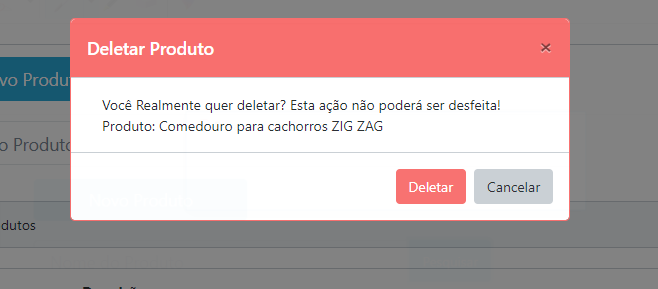 Deletar Produto
×
vo Produ
Você Realmente quer deletar? Esta ação não poderá ser desfeita!
Produto: Comedouro para cachorros ZIG ZAG
o Produto
Deletar Cancelar
dutos